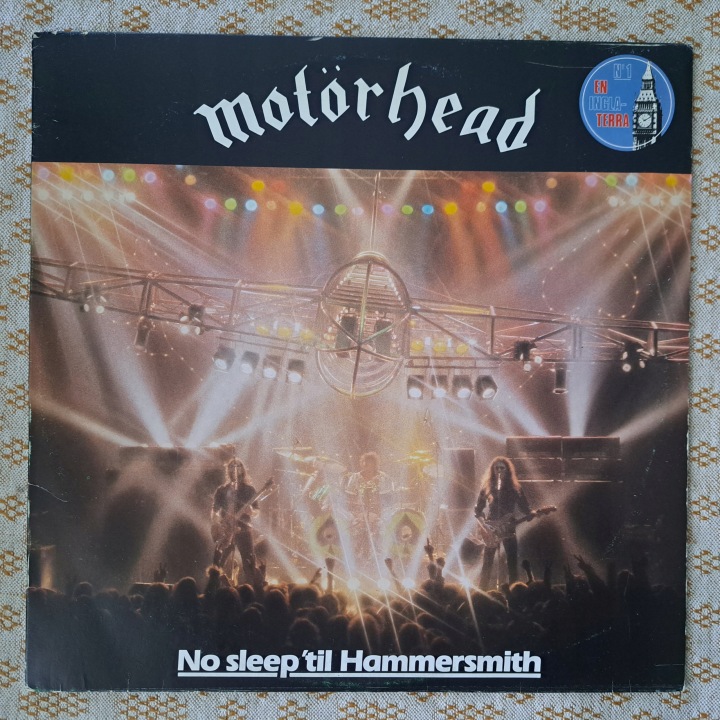 motörhead
Nº1
EN
INGLA-
TERRA
No sleep 'til Hammersmith